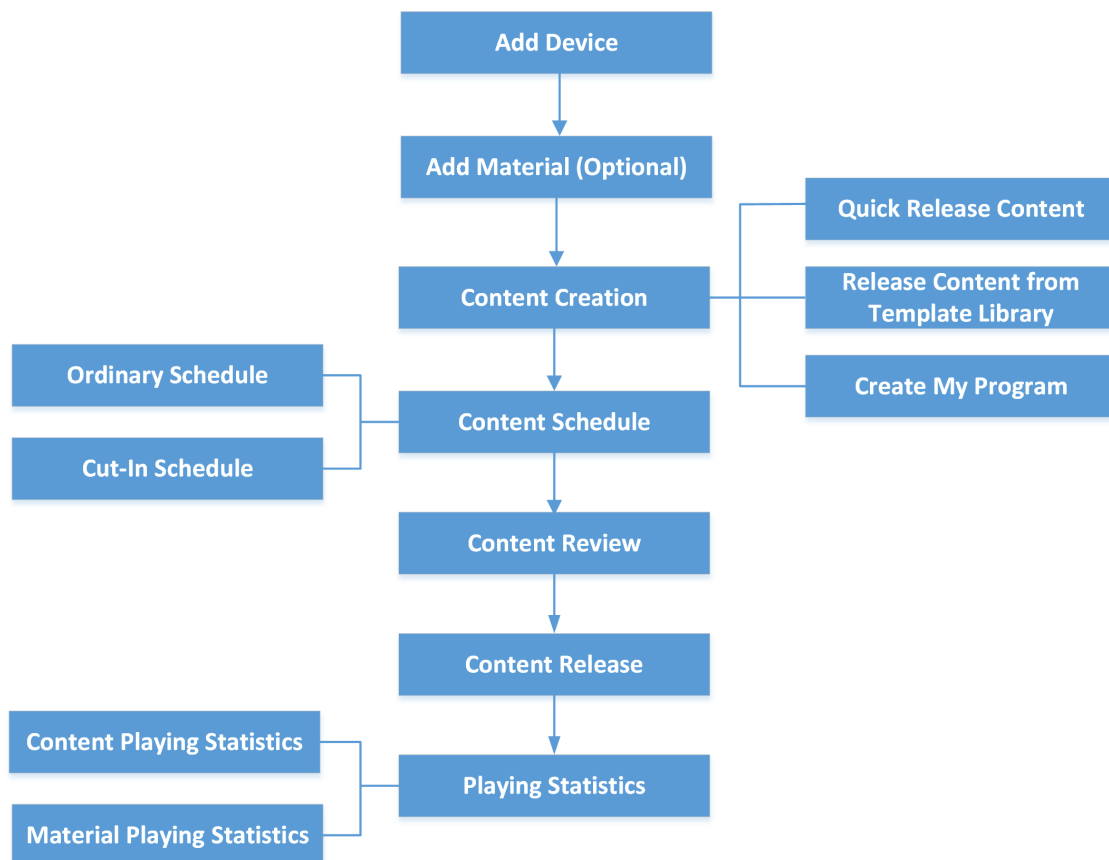 Add Device
Add Material (Optional)
Quick Release Content
Content Creation
Release Content from
Template Library
Create My Program
Ordinary Schedule
Content Schedule
Cut-In Schedule
Content Review
Content Release
Content Playing Statistics
Playing Statistics
Material Playing Statistics